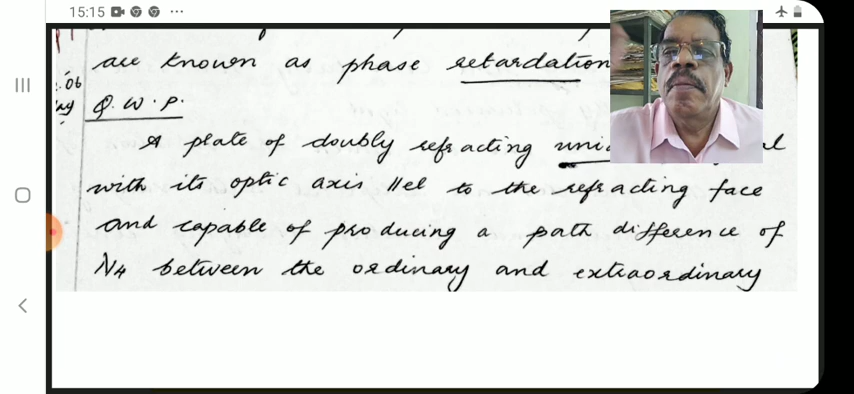 15:15
are known as phase retardation
Q.W.P.
A plate of doubly refracting
with its optic axis ||el to the refracting face
and capable of producing a path difference of
λ/4 between the ordinary and extraordinary